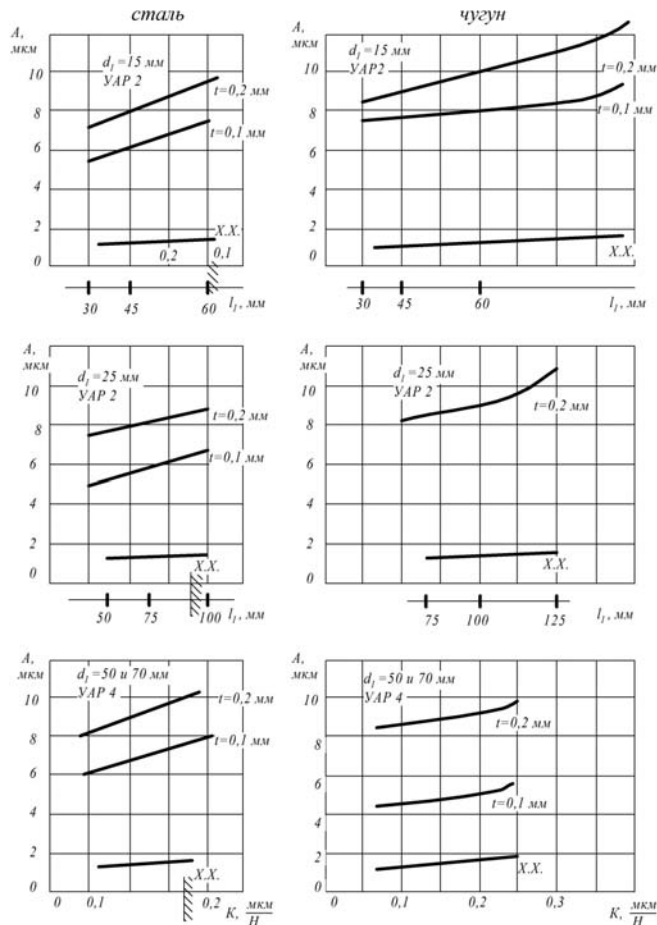 сталь
чугун
А, мкм
d₁=15 мм
УАР 2
t=0,2 мм
t=0,1 мм
10
8
6
4
2
0
Х.Х.
0,2
0,1
30
45
60
l₁, мм
А, мкм
d₁=15 мм
УАР2
t=0,2 мм
t=0,1 мм
10
8
6
4
2
0
Х.Х.
30
45
60
l₁, мм
А, мкм
d₁=25 мм
УАР 2
t=0,2 мм
t=0,1 мм
10
8
6
4
2
0
Х.Х.
50
75
100
l₁, мм
А, мкм
d₁=25 мм
УАР 2
t=0,2 мм
10
8
6
4
2
0
Х.Х.
75
100
125
l₁, мм
А, мкм
d₁=50 и 70 мм
УАР 4
t=0,2 мм
t=0,1 мм
10
8
6
4
2
0
Х.Х.
0
0,1
0,2
К, мкм/Н
А, мкм
d₁=50 и 70 мм
УАР 4
t=0,2 мм
t=0,1 мм
10
8
6
4
2
0
Х.Х.
0
0,1
0,2
0,3
К, мкм/Н